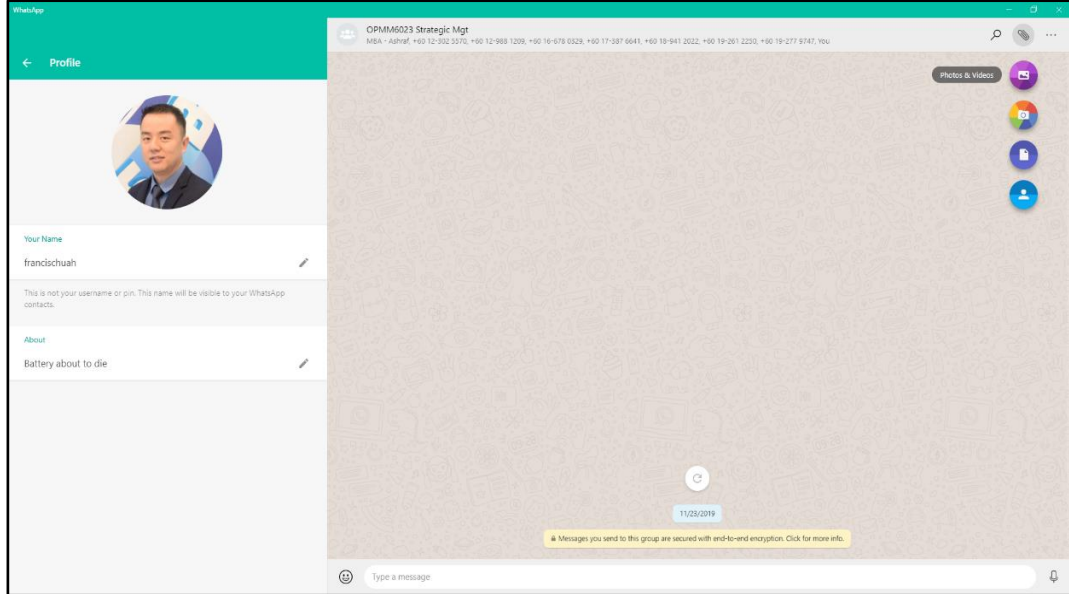 WhatsApp
Profile
Your Name
francischuah
This is not your username or pin. This name will be visible to your WhatsApp
contacts.
About
Battery about to die
OPMM6023 Strategic Mgt
MBA - Ashraf, +60 12-302 5570, +60 12-988 1209, +60 16-678 0329, +60 17-387 6641, +60 18-941 2022, +60 19-261 2230, +60 19-277 9747, You
Photos & Videos
11/23/2019
Messages you send to this group are secured with end-to-end encryption. Click for more info.
Type a message